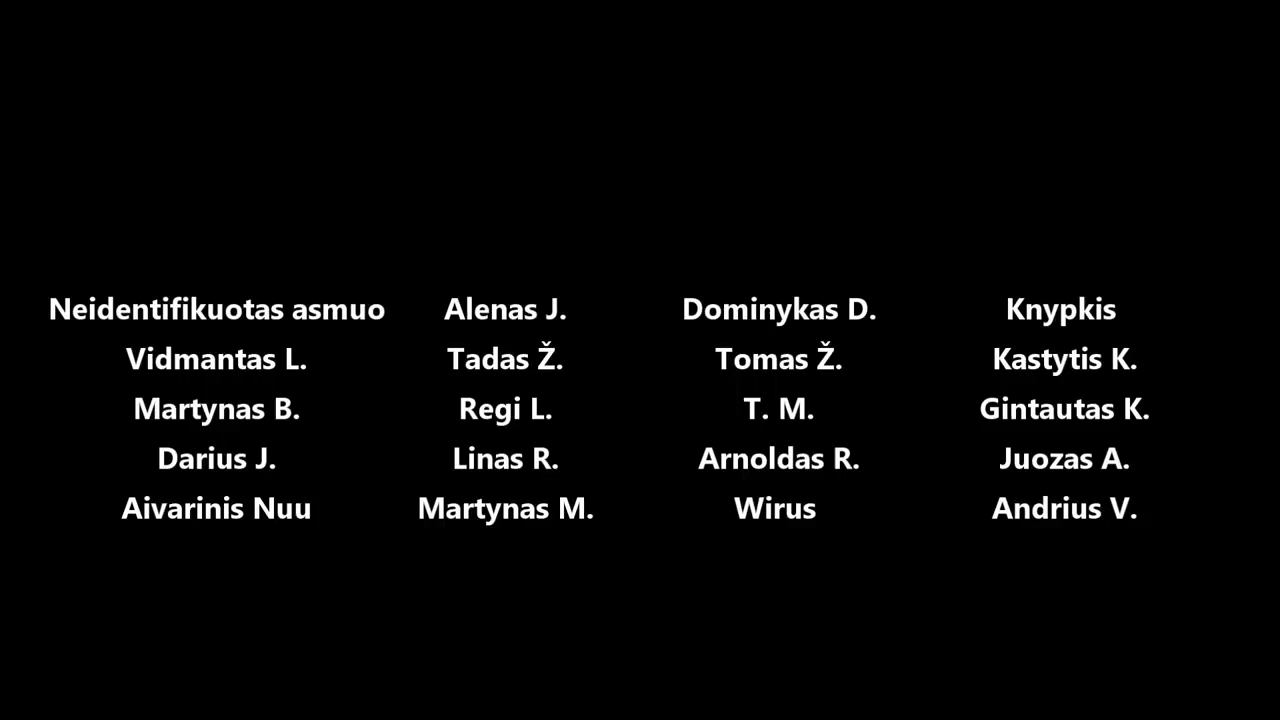 Neidentifikuotas asmuo Alenas J. Dominykas D. Knypkis
Vidmantas L. Tadas Ž. Tomas Ž. Kastytis K.
Martynas B. Regi L. T. M. Gintautas K.
Darius J. Linas R. Arnoldas R. Juozas A.
Aivarinis Nuu Martynas M. Wirus Andrius V.